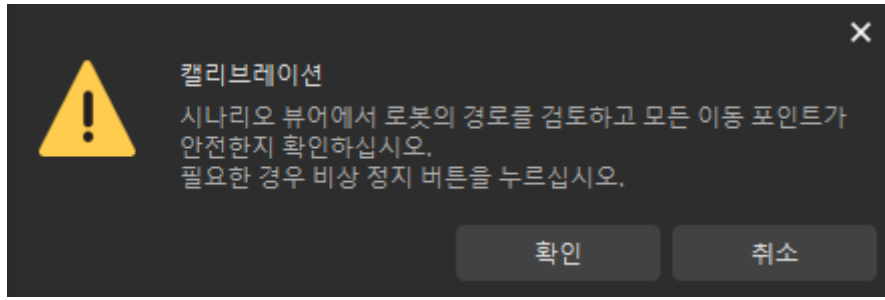 캘리브레이션
시나리오 뷰어에서 로봇의 경로를 검토하고 모든 이동 포인트가
안전한지 확인하십시오.
필요한 경우 비상 정지 버튼을 누르십시오.
확인
취소